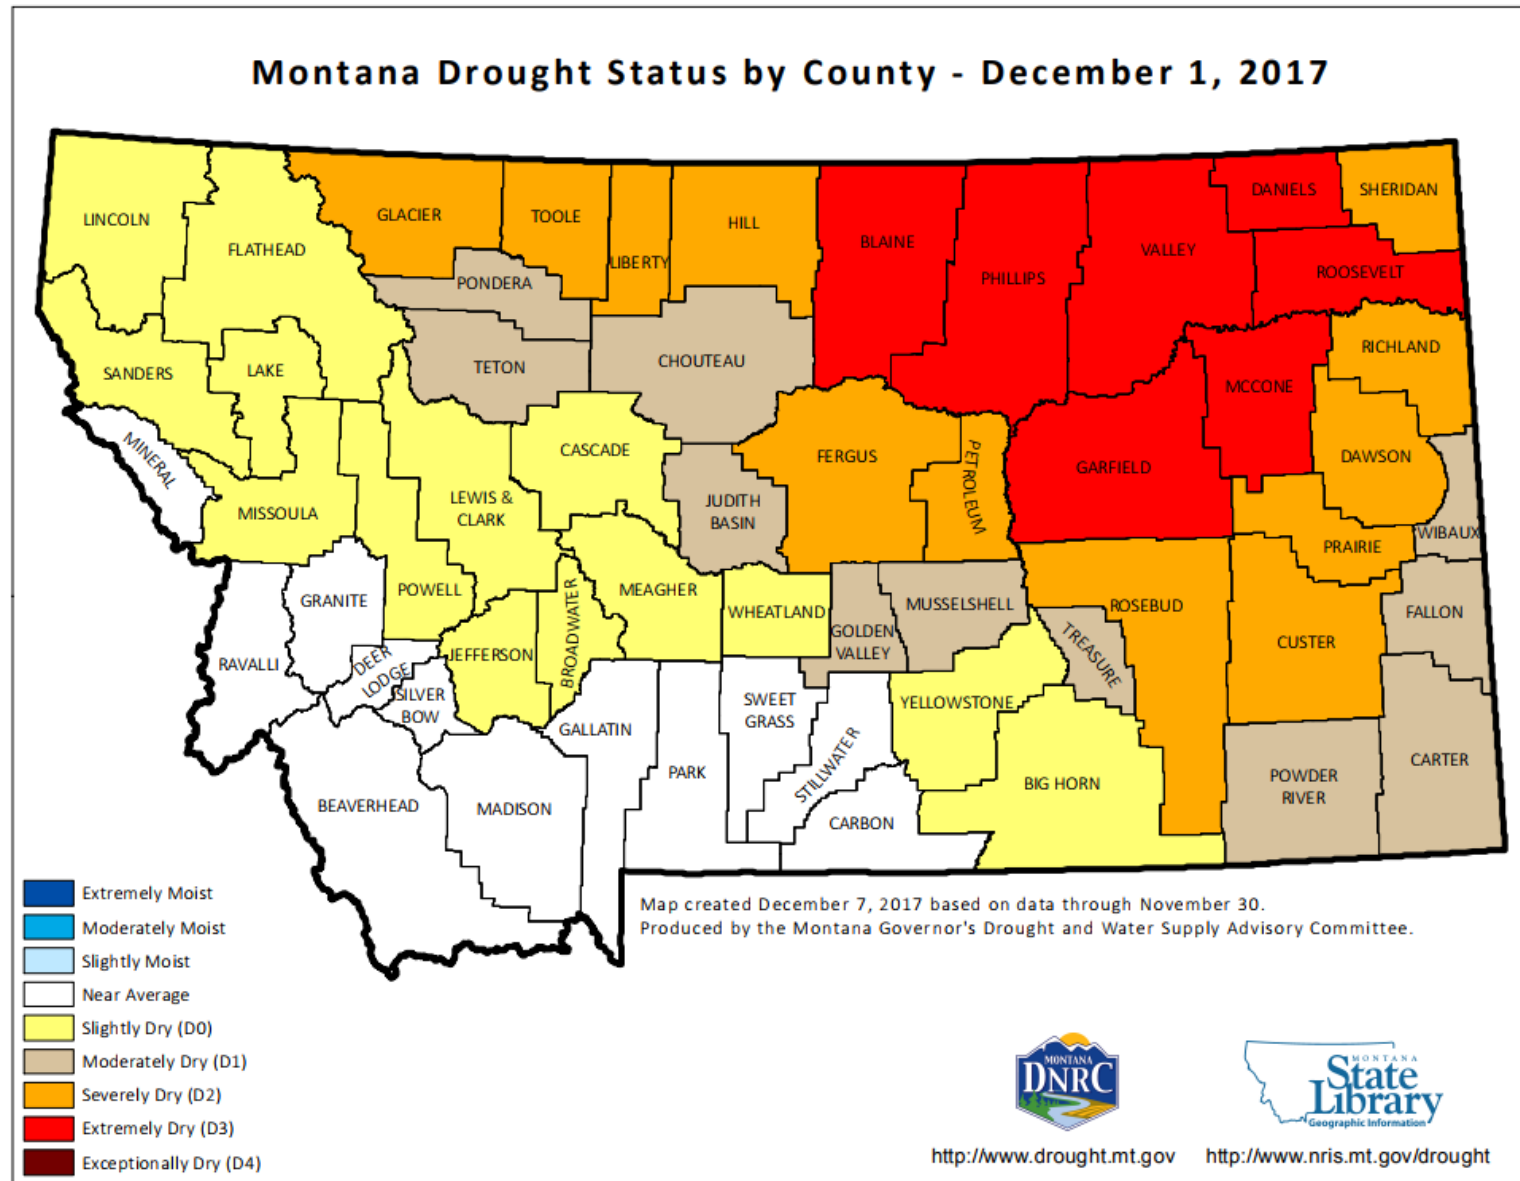 Montana Drought Status by County - December 1, 2017
LINCOLN
FLATHEAD
GLACIER
TOOLE
LIBERTY
HILL
BLAINE
PHILLIPS
VALLEY
DANIELS
SHERIDAN
ROOSEVELT
PONDERA
TETON
CHOUTEAU
SANDERS
LAKE
RICHLAND
MCCONE
MINERAL
MISSOULA
LEWIS &
CLARK
CASCADE
JUDITH
BASIN
FERGUS
PETROLEUM
GARFIELD
DAWSON
WIBAUX
PRAIRIE
GRANITE
POWELL
MEAGHER
BROADWATER
WHEATLAND
GOLDEN
VALLEY
MUSSELSHELL
ROSEBUD
TREASURE
CUSTER
FALLON
RAVALLI
DEER
LODGE
SILVER
BOW
JEFFERSON
GALLATIN
PARK
SWEET
GRASS
STILLWATER
YELLOWSTONE
BIG HORN
POWDER
RIVER
CARTER
BEAVERHEAD
MADISON
CARBON
Extremely Moist
Moderately Moist
Slightly Moist
Near Average
Slightly Dry (D0)
Moderately Dry (D1)
Severely Dry (D2)
Extremely Dry (D3)
Exceptionally Dry (D4)
Map created December 7, 2017 based on data through November 30.
Produced by the Montana Governor's Drought and Water Supply Advisory Committee.
MONTANA
DNRC
http://www.drought.mt.gov
MONTANA
State
Library
Geographic Information
http://www.nris.mt.gov/drought